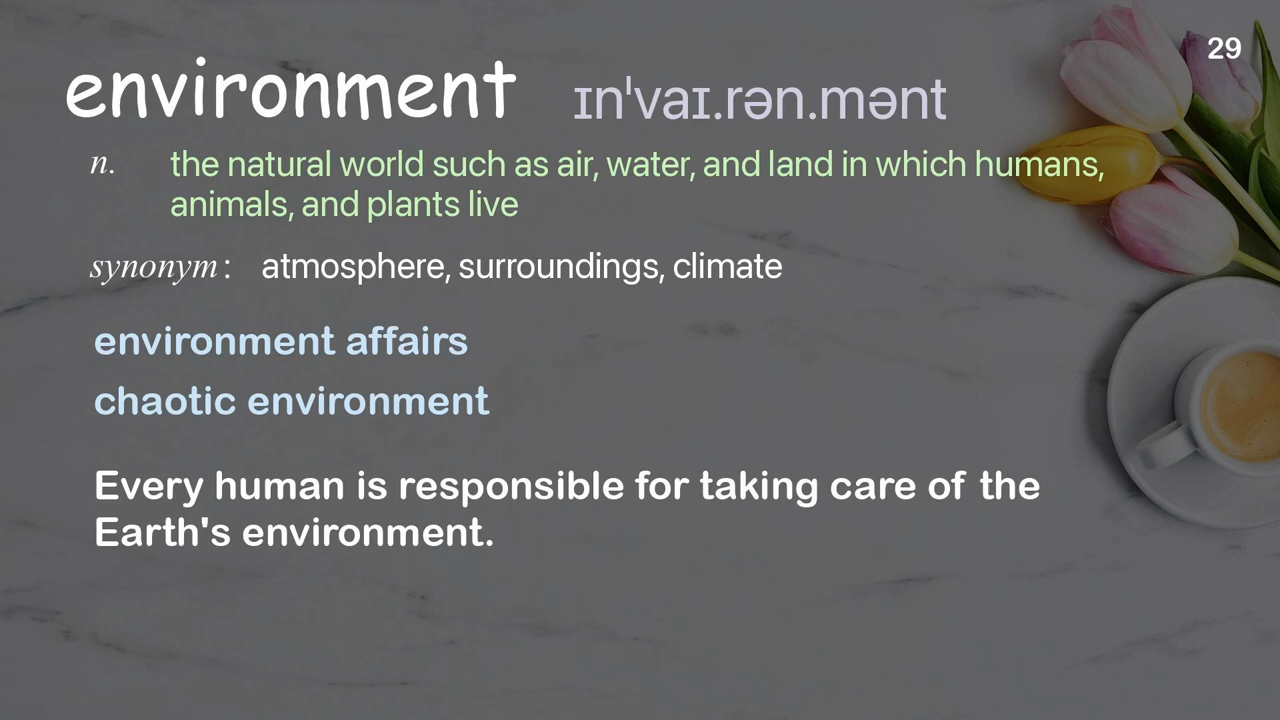 29
environment ɪnˈvaɪ.rən.mənt
n. the natural world such as air, water, and land in which humans,
animals, and plants live
synonym: atmosphere, surroundings, climate
environment affairs
chaotic environment
Every human is responsible for taking care of the
Earth's environment.